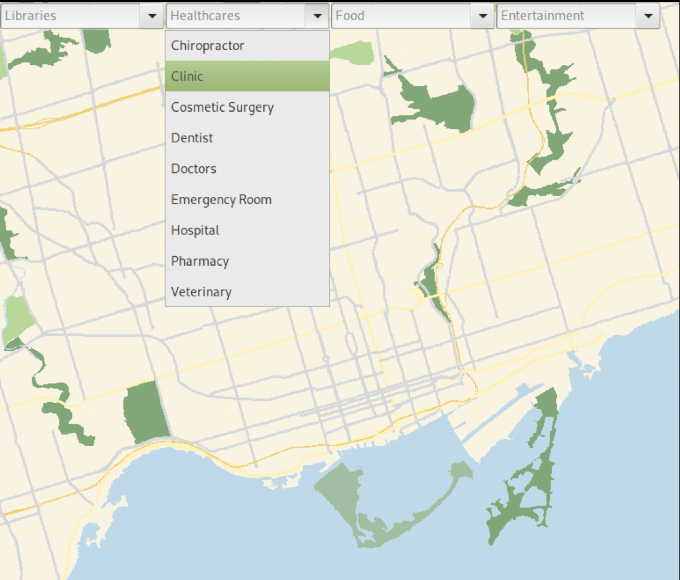 Libraries
Healthcares
Food
Entertainment
Chiropractor
Clinic
Cosmetic Surgery
Dentist
Doctors
Emergency Room
Hospital
Pharmacy
Veterinary